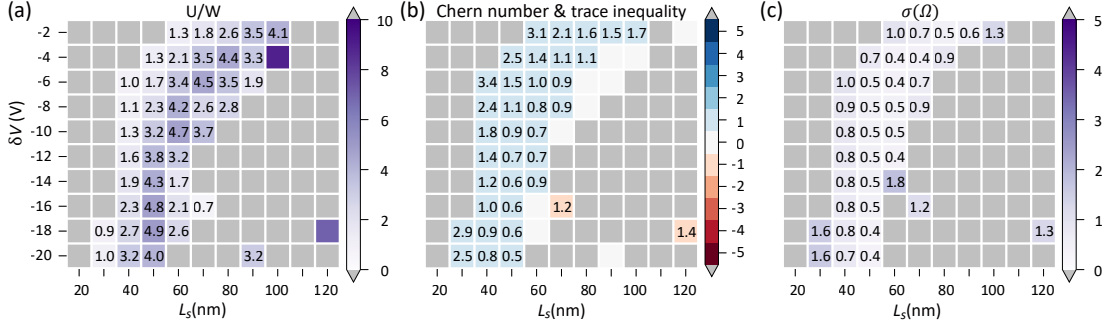 (a) U/W
-2 1.3 1.8 2.6 3.5 4.1
-4 1.3 2.1 3.5 4.4 3.3
-6 1.0 1.7 3.4 4.5 3.5 1.9
-8 1.1 2.3 4.2 2.6 2.8
-10 1.3 3.2 4.7 3.7
-12 1.6 3.8 3.2
-14 1.9 4.3 1.7
-16 2.3 4.8 2.1 0.7
-18 0.9 2.7 4.9 2.6
-20 1.0 3.2 4.0 3.2
δV (V)
20 40 60 80 100 120
Lₛ(nm)
10
8
6
4
2
0
(b) Chern number & trace inequality
3.1 2.1 1.6 1.5 1.7
2.5 1.4 1.1 1.1
3.4 1.5 1.0 0.9
2.4 1.1 0.8 0.9
1.8 0.9 0.7
1.4 0.7 0.7
1.2 0.6 0.9
1.0 0.6 1.2
2.9 0.9 0.6 1.4
2.5 0.8 0.5
20 40 60 80 100 120
Lₛ(nm)
5
4
3
2
1
0
-1
-2
-3
-4
-5
(c) σ(Ω)
1.0 0.7 0.5 0.6 1.3
0.7 0.4 0.4 0.9
1.0 0.5 0.4 0.7
0.9 0.5 0.5 0.9
0.8 0.5 0.5
0.8 0.5 0.4
0.8 0.5 1.8
0.8 0.5 1.2
1.6 0.8 0.4 1.3
1.6 0.7 0.4
20 40 60 80 100 120
Lₛ(nm)
5
4
3
2
1
0